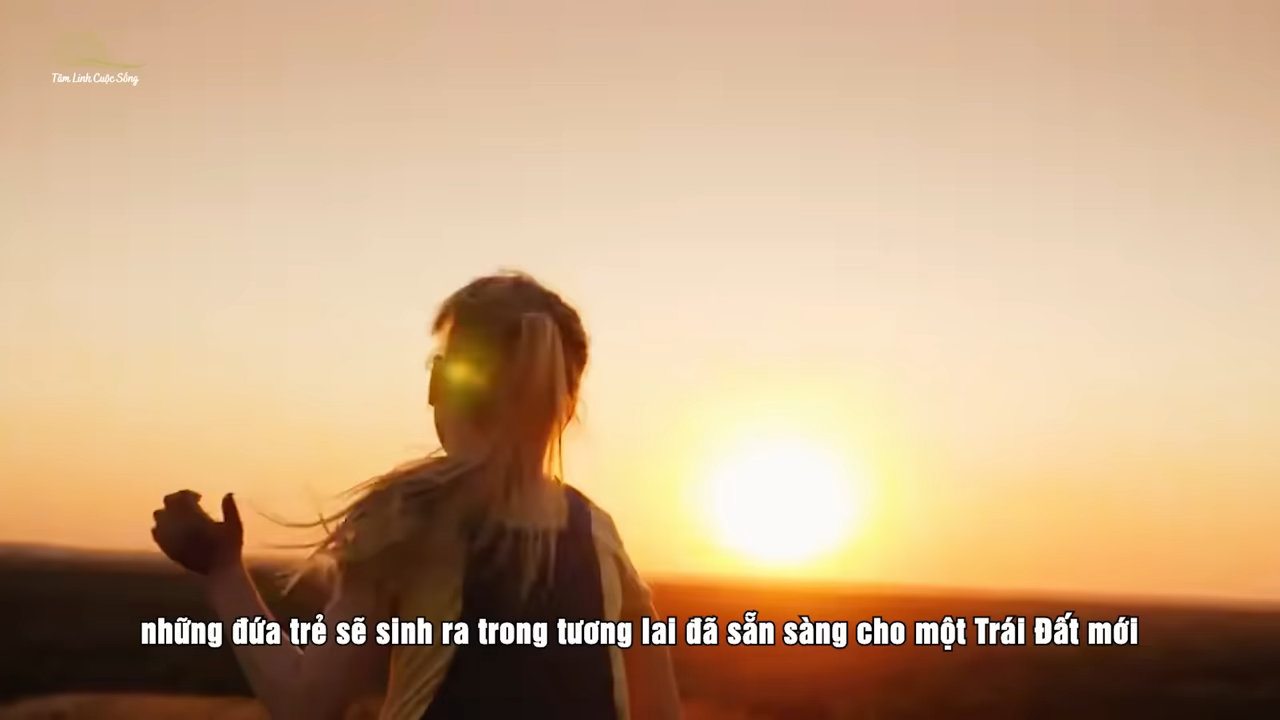 Tâm Linh Cuộc Sống
những đứa trẻ sẽ sinh ra trong tương lai đã sẵn sàng cho một Trái Đất mới